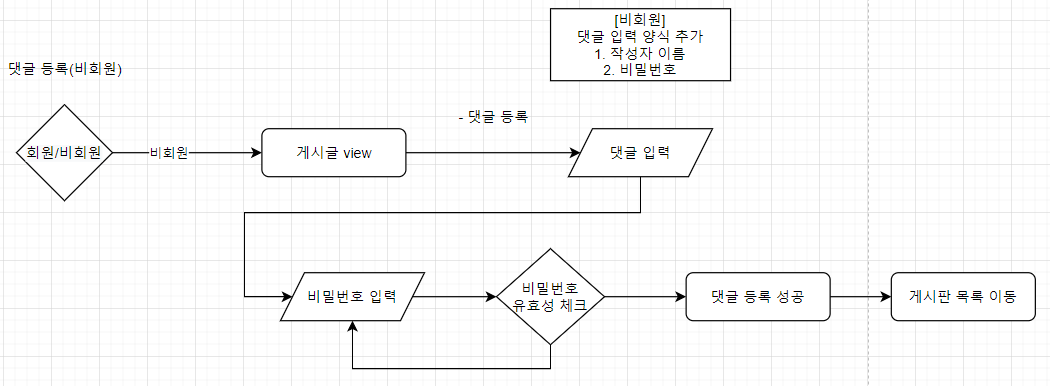 [비회원]
댓글 입력 양식 추가
1. 작성자 이름
2. 비밀번호
댓글 등록(비회원)
- 댓글 등록
회원/비회원
비회원
게시글 view
댓글 입력
비밀번호 입력
비밀번호
유효성 체크
댓글 등록 성공
게시판 목록 이동